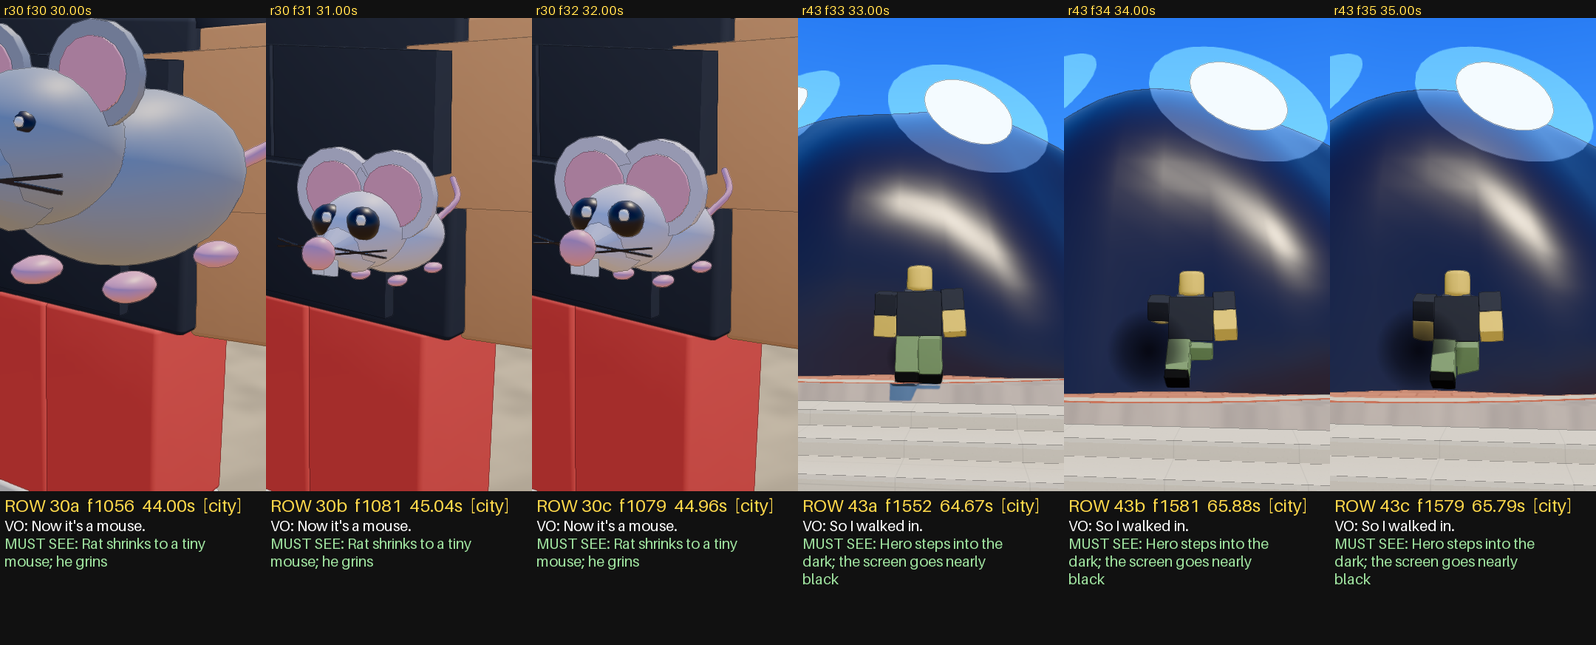 r30 f30 30.00s
r30 f31 31.00s
r30 f32 32.00s
r43 f33 33.00s
r43 f34 34.00s
r43 f35 35.00s
ROW 30a f1056 44.00s [city]
VO: Now it's a mouse.
MUST SEE: Rat shrinks to a tiny
mouse; he grins
ROW 30b f1081 45.04s [city]
VO: Now it's a mouse.
MUST SEE: Rat shrinks to a tiny
mouse; he grins
ROW 30c f1079 44.96s [city]
VO: Now it's a mouse.
MUST SEE: Rat shrinks to a tiny
mouse; he grins
ROW 43a f1552 64.67s [city]
VO: So I walked in.
MUST SEE: Hero steps into the
dark; the screen goes nearly
black
ROW 43b f1581 65.88s [city]
VO: So I walked in.
MUST SEE: Hero steps into the
dark; the screen goes nearly
black
ROW 43c f1579 65.79s [city]
VO: So I walked in.
MUST SEE: Hero steps into the
dark; the screen goes nearly
black